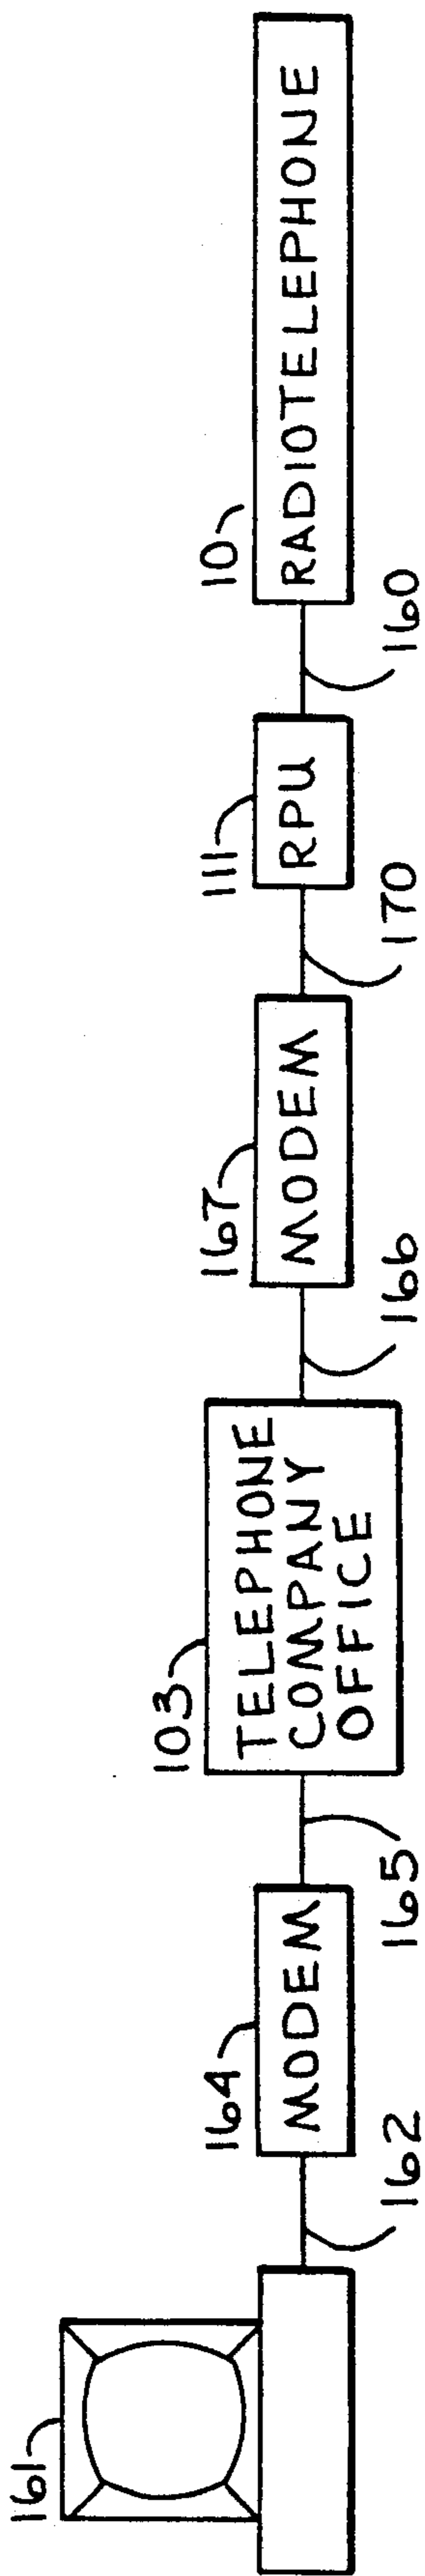 161
162
164
MODEM
165
103
TELEPHONE
COMPANY
OFFICE
166
167
MODEM
170
111
RPU
160
10
RADIOTELEPHONE